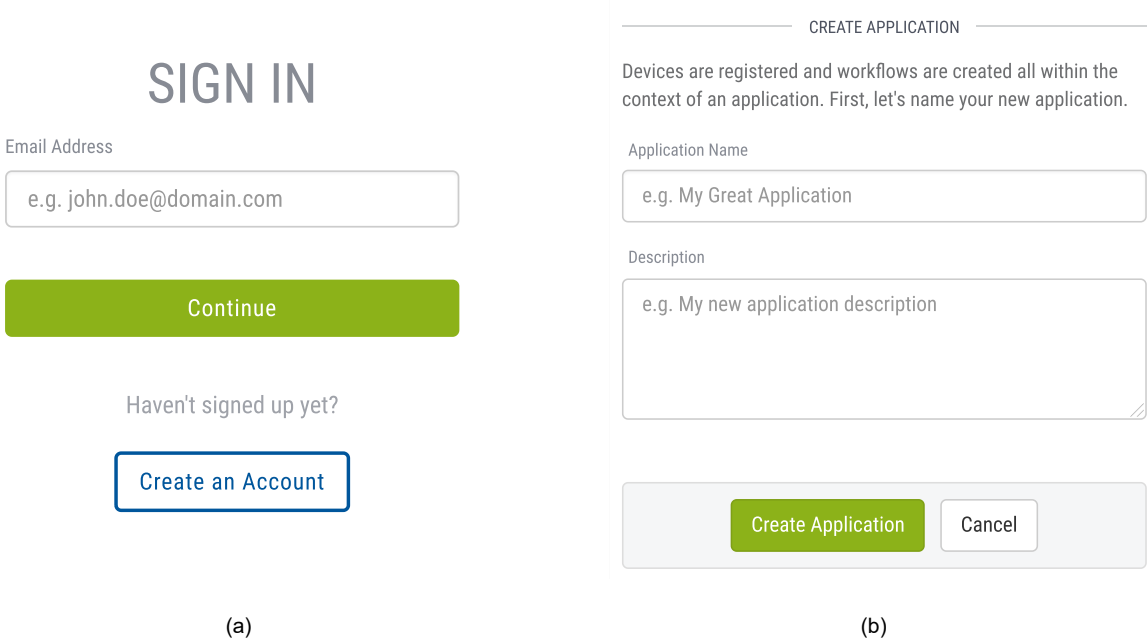 SIGN IN
Email Address
e.g. john.doe@domain.com
Continue
Haven't signed up yet?
Create an Account
(a)
CREATE APPLICATION
Devices are registered and workflows are created all within the
context of an application. First, let's name your new application.
Application Name
e.g. My Great Application
Description
e.g. My new application description
Create Application
Cancel
(b)